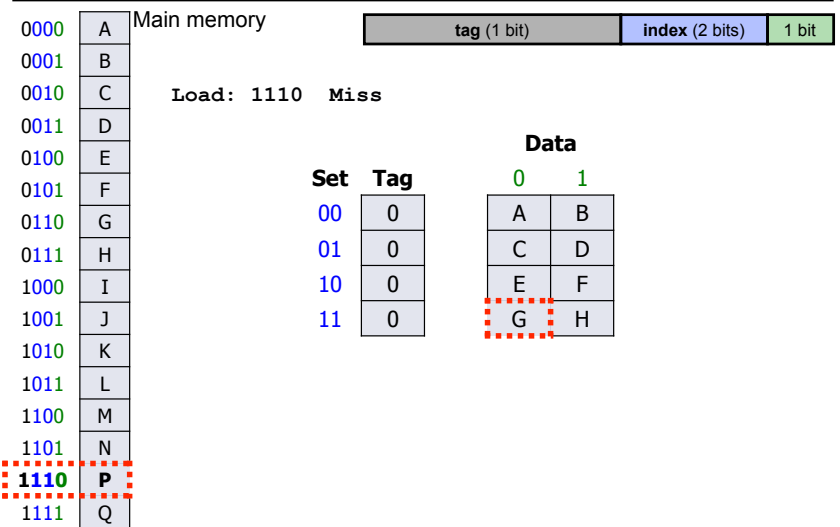 Main memory
tag (1 bit) index (2 bits) 1 bit
0000 A
0001 B
0010 C
0011 D
0100 E
0101 F
0110 G
0111 H
1000 I
1001 J
1010 K
1011 L
1100 M
1101 N
1110 P
1111 Q
Load: 1110 Miss
Data
Set Tag 0 1
00 0 A B
01 0 C D
10 0 E F
11 0 G H